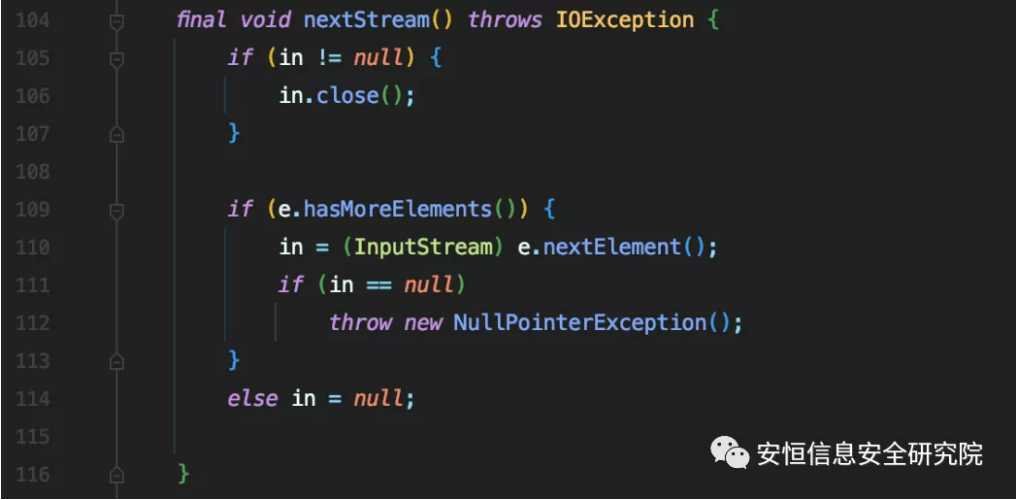 104 final void nextStream() throws IOException {
105 if (in != null) {
106 in.close();
107 }
108
109 if (e.hasMoreElements()) {
110 in = (InputStream) e.nextElement();
111 if (in == null)
112 throw new NullPointerException();
113 }
114 else in = null;
115
116 }
安恒信息安全研究院